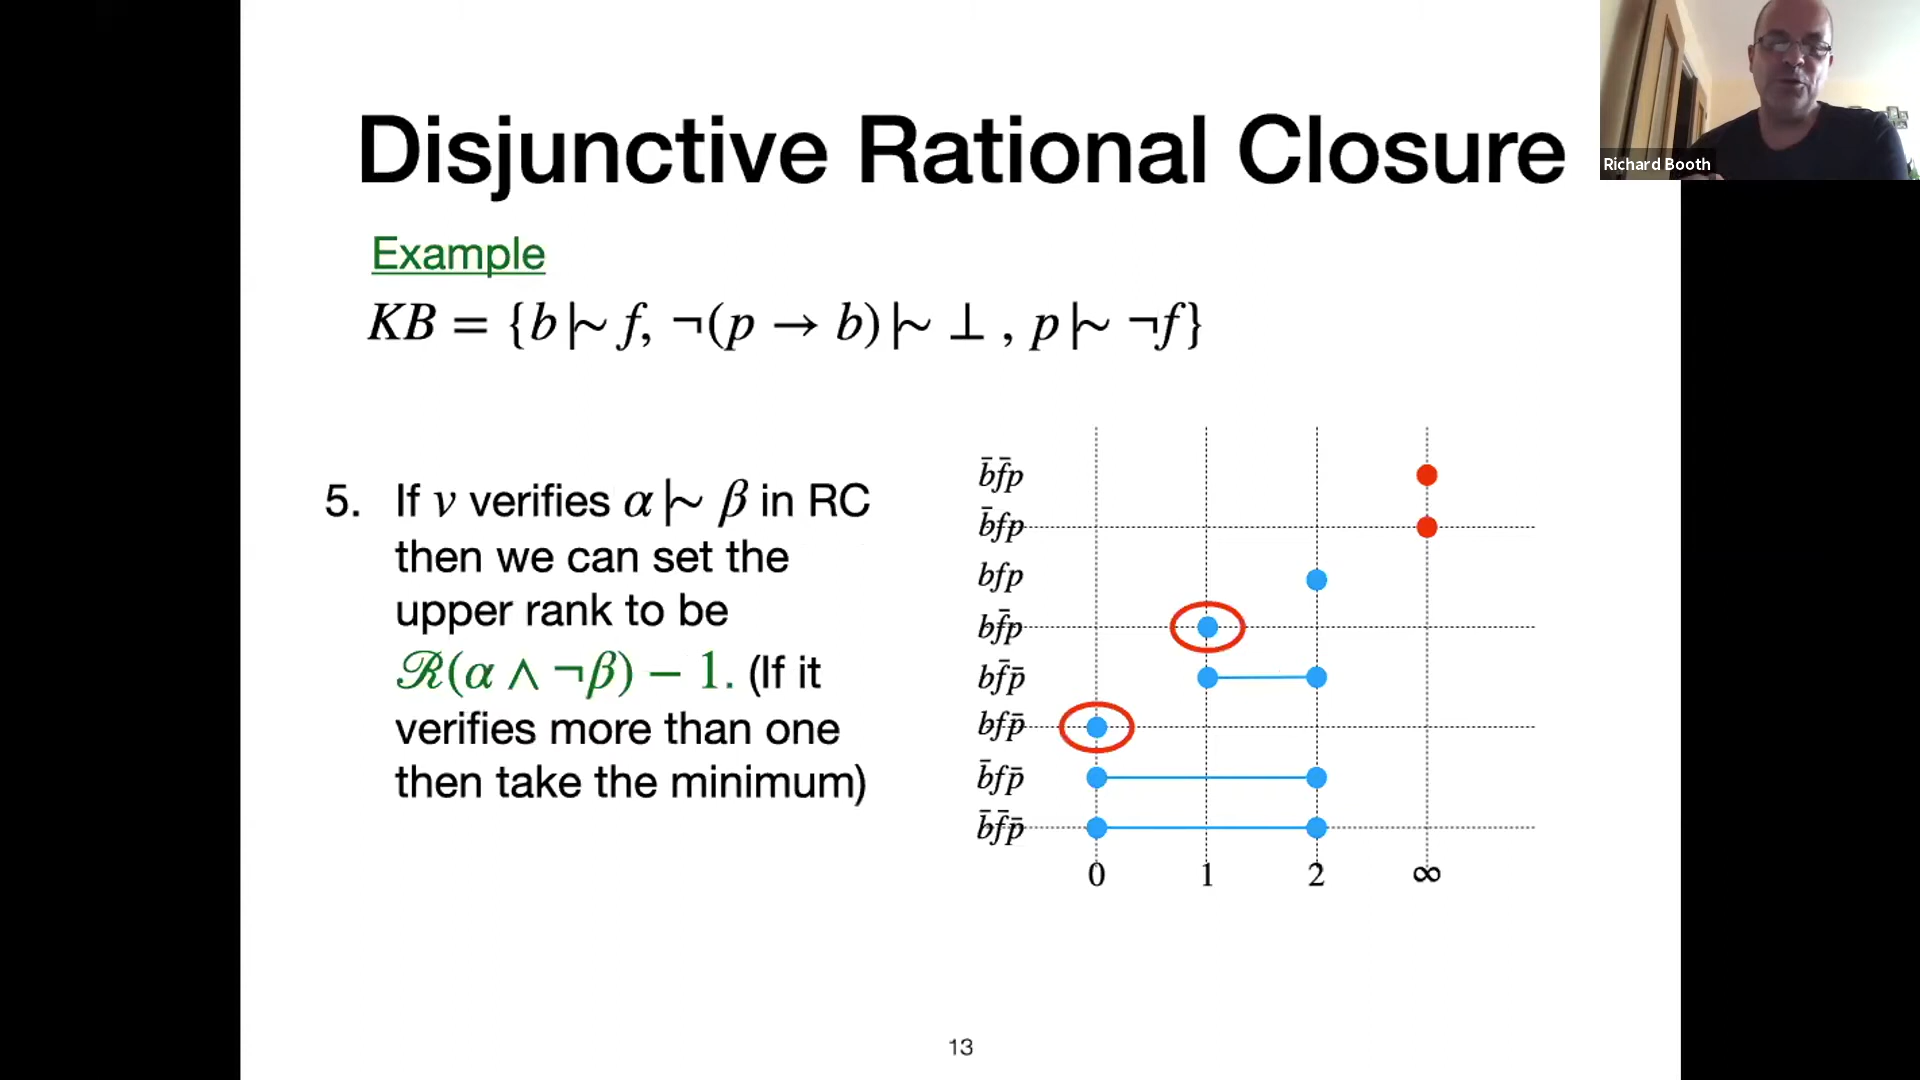 Disjunctive Rational Closure
Richard Booth
Example
KB = {b |~ f, ¬(p → b) |~ ⊥ , p |~ ¬f}
5. If v verifies α |~ β in RC
then we can set the
upper rank to be
ℛ(α ∧ ¬β) − 1. (If it
verifies more than one
then take the minimum)
b̄f̄p
b̄fp
bfp
bf̄p
bf̄p̄
bfp̄
b̄fp̄
b̄f̄p̄
0 1 2 ∞
13